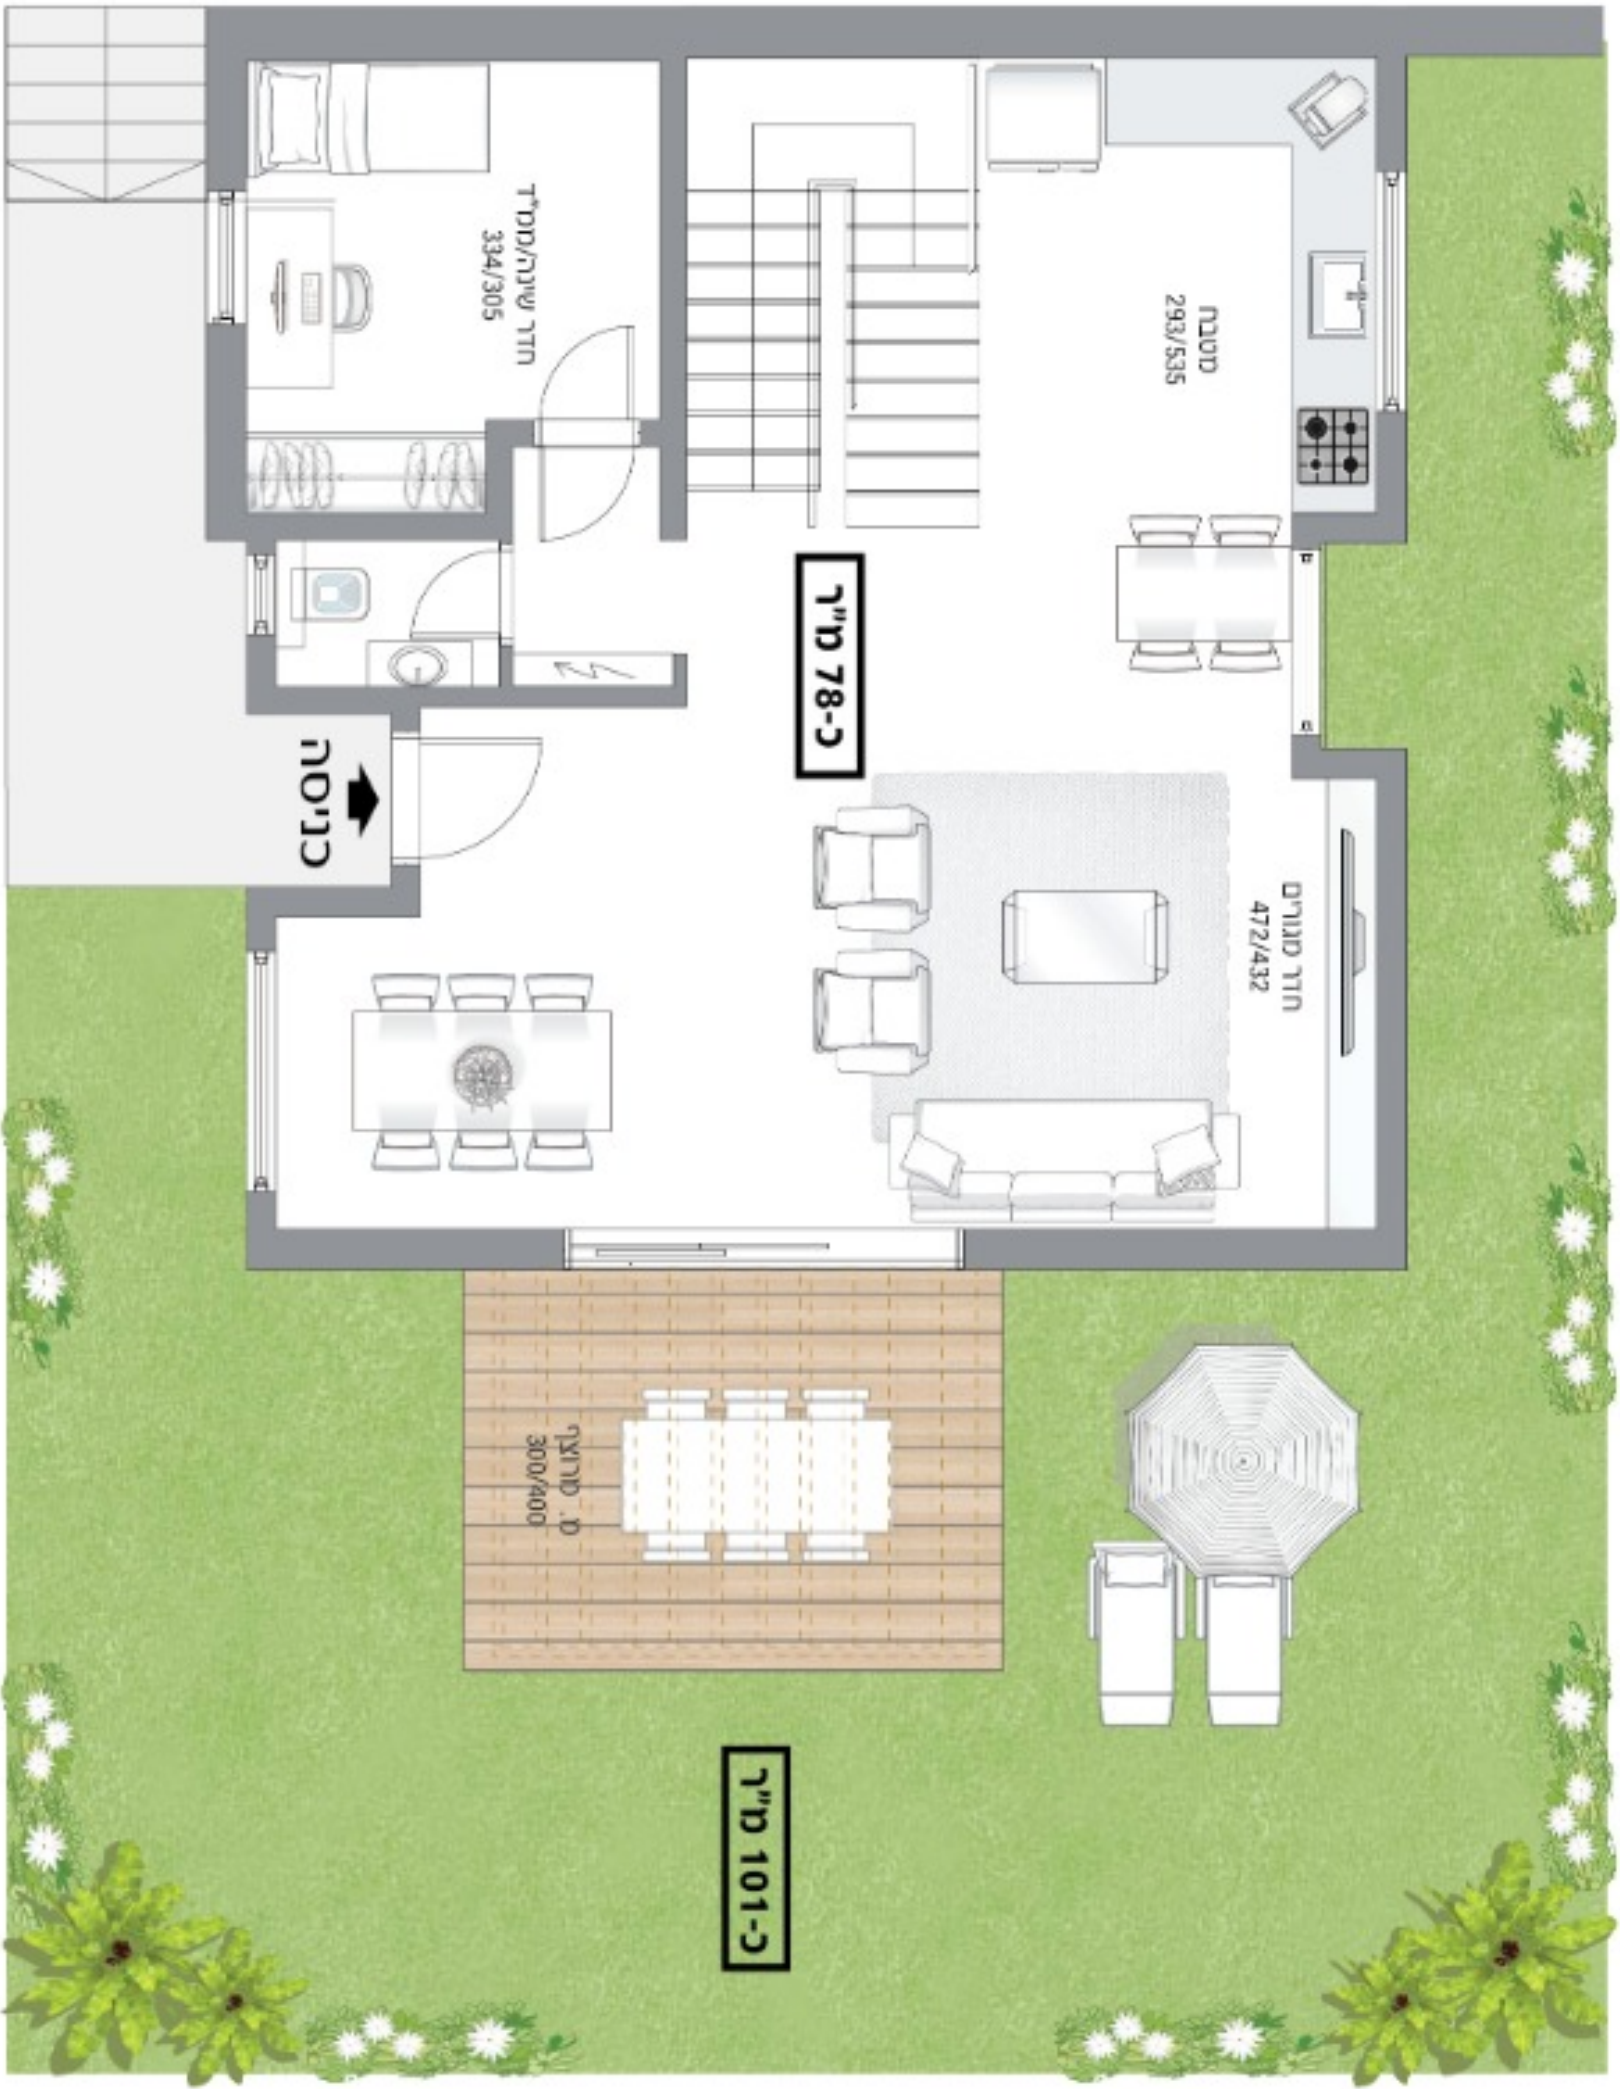 חדר שינה/ממ"ד
334/305
מטבח
293/535
כ-78 מ"ר
כניסה
חדר מגורים
472/432
מ. מרוצף
300/400
כ-101 מ"ר